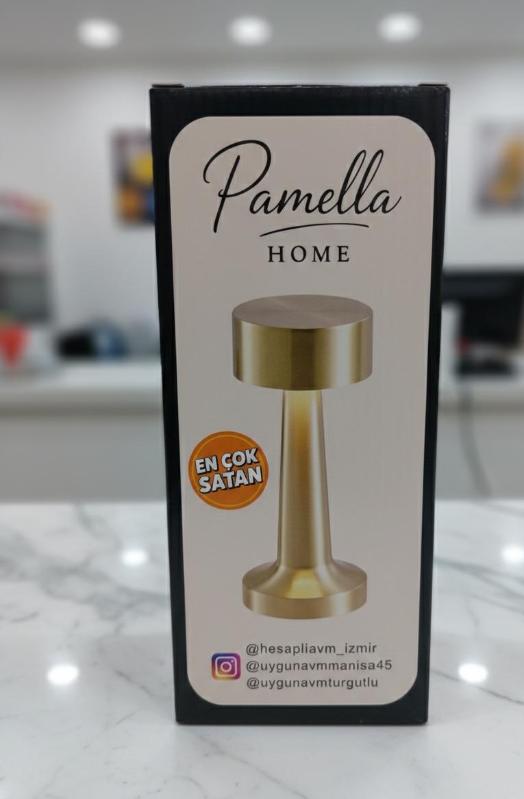 Pamella
HOME
EN ÇOK
SATAN
@hesapliavm_izmir
@uygunavmmanisa45
@uygunavmturgutlu